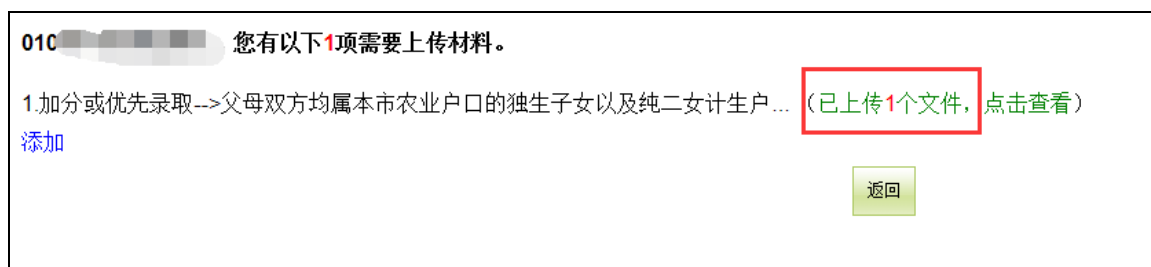 010 您有以下1项需要上传材料。
1.加分或优先录取-->父母双方均属本市农业户口的独生子女以及纯二女计生户... （已上传1个文件，点击查看）
添加
返回